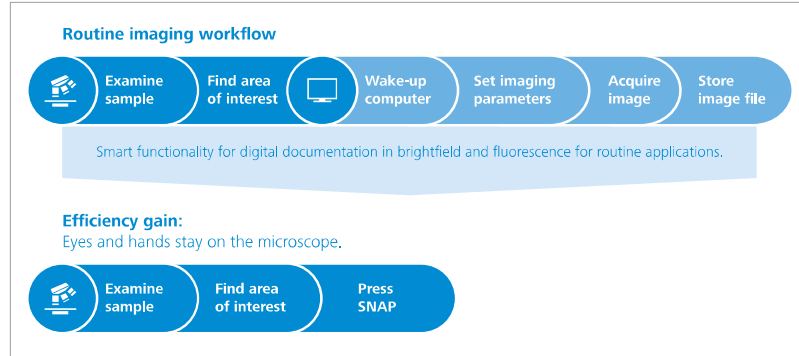 Routine imaging workflow
Examine
sample
Find area
of interest
Wake-up
computer
Set imaging
parameters
Acquire
image
Store
image file
Smart functionality for digital documentation in brightfield and fluorescence for routine applications.
Efficiency gain:
Eyes and hands stay on the microscope.
Examine
sample
Find area
of interest
Press
SNAP